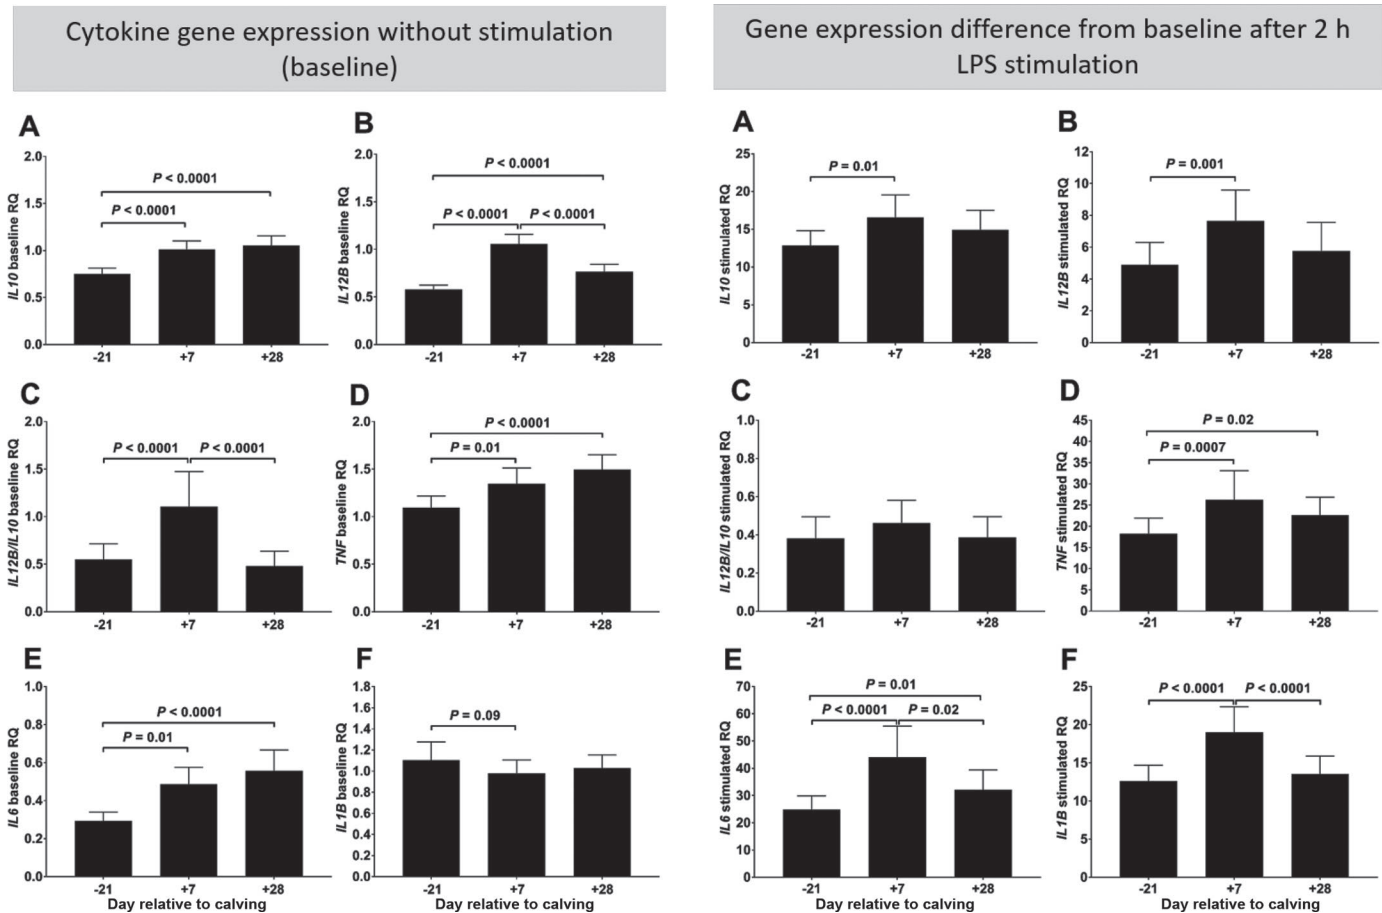 Cytokine gene expression without stimulation
(baseline)
Gene expression difference from baseline after 2 h
LPS stimulation
A
IL10 baseline RQ
2.0
1.5
1.0
0.5
0.0
P < 0.0001
P < 0.0001
-21
+7
+28
B
IL12B baseline RQ
2.0
1.5
1.0
0.5
0.0
P < 0.0001
P < 0.0001
P < 0.0001
-21
+7
+28
C
IL12B/IL10 baseline RQ
2.0
1.5
1.0
0.5
0.0
P < 0.0001
P < 0.0001
-21
+7
+28
D
TNF baseline RQ
2.0
1.5
1.0
0.5
0.0
P < 0.0001
P = 0.01
-21
+7
+28
E
IL6 baseline RQ
1.0
0.8
0.6
0.4
0.2
0.0
P < 0.0001
P = 0.01
-21
+7
+28
Day relative to calving
F
IL1B baseline RQ
1.8
1.6
1.4
1.2
1.0
0.8
0.6
0.4
0.2
0.0
P = 0.09
-21
+7
+28
Day relative to calving
A
IL10 stimulated RQ
25
20
15
10
5
0
P = 0.01
-21
+7
+28
B
IL12B stimulated RQ
12
10
8
6
4
2
0
P = 0.001
-21
+7
+28
C
IL12B/IL10 stimulated RQ
1.0
0.8
0.6
0.4
0.2
0.0
-21
+7
+28
D
TNF stimulated RQ
45
40
35
30
25
20
15
10
5
0
P = 0.02
P = 0.0007
-21
+7
+28
E
IL6 stimulated RQ
70
60
50
40
30
20
10
0
P = 0.01
P < 0.0001
P = 0.02
-21
+7
+28
Day relative to calving
F
IL1B stimulated RQ
25
20
15
10
5
0
P < 0.0001
P < 0.0001
-21
+7
+28
Day relative to calving